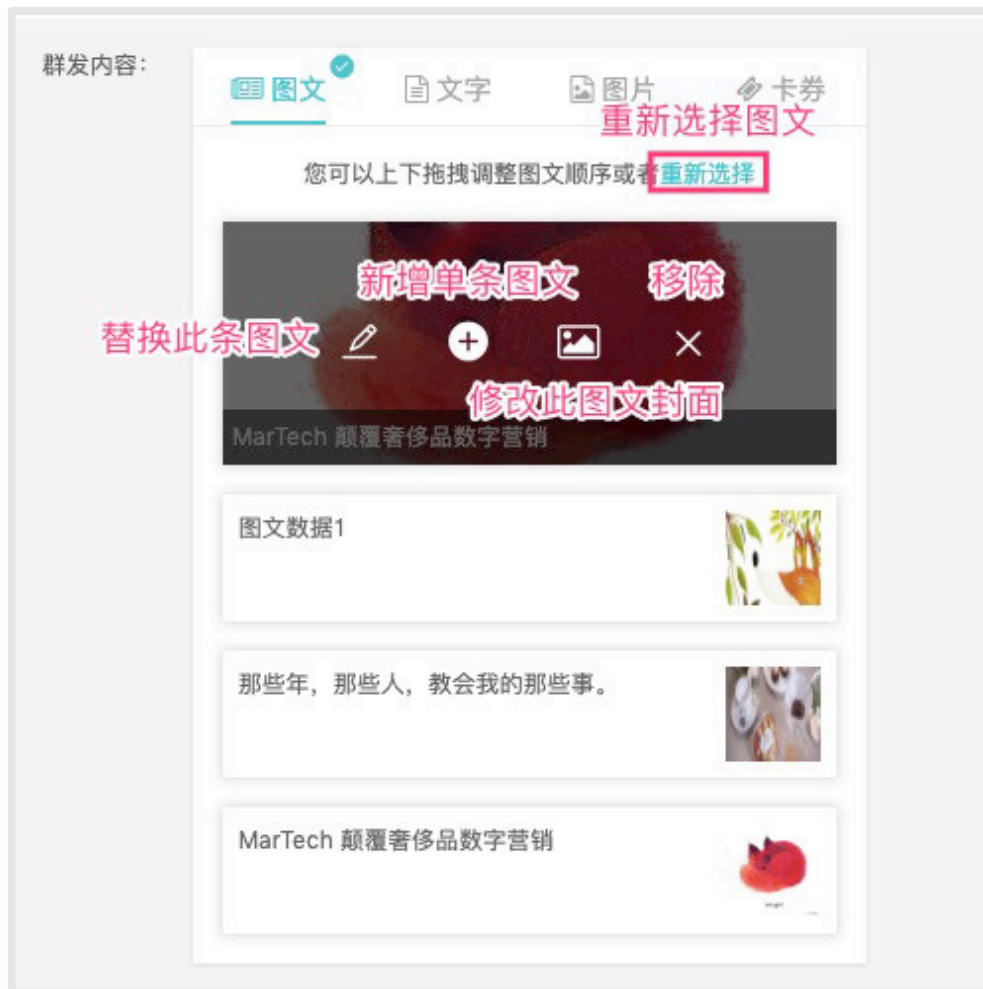 群发内容：
图文 文字 图片 卡券
重新选择图文
您可以上下拖拽调整图文顺序或者重新选择
新增单条图文 移除
替换此条图文
修改此图文封面
MarTech 颠覆奢侈品数字营销
图文数据1
那些年，那些人，教会我的那些事。
MarTech 颠覆奢侈品数字营销